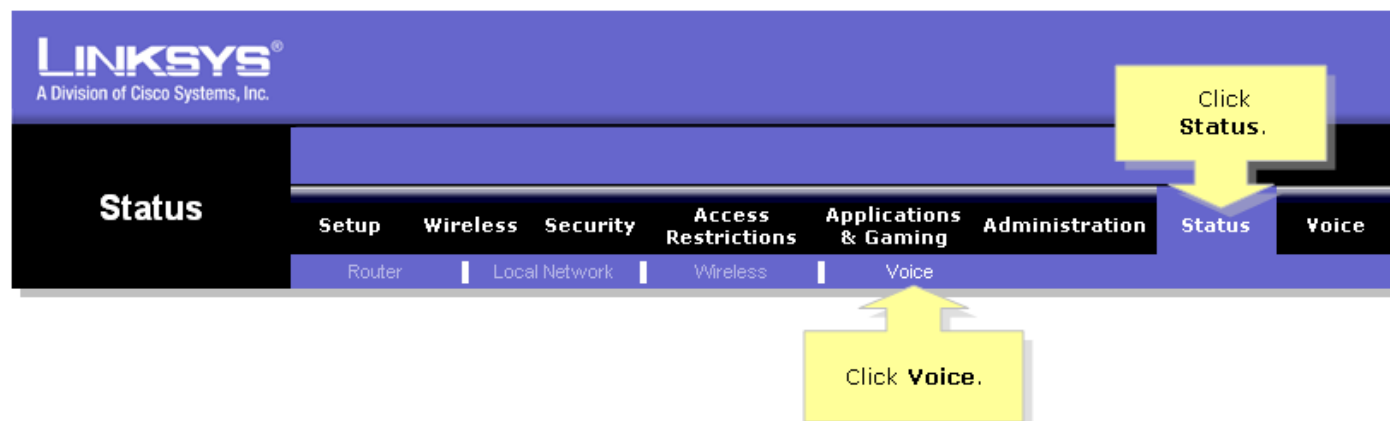 LINKSYS®
A Division of Cisco Systems, Inc.
Click
Status.
Status
Setup Wireless Security Access Restrictions Applications & Gaming Administration Status Voice
Router Local Network Wireless Voice
Click Voice.